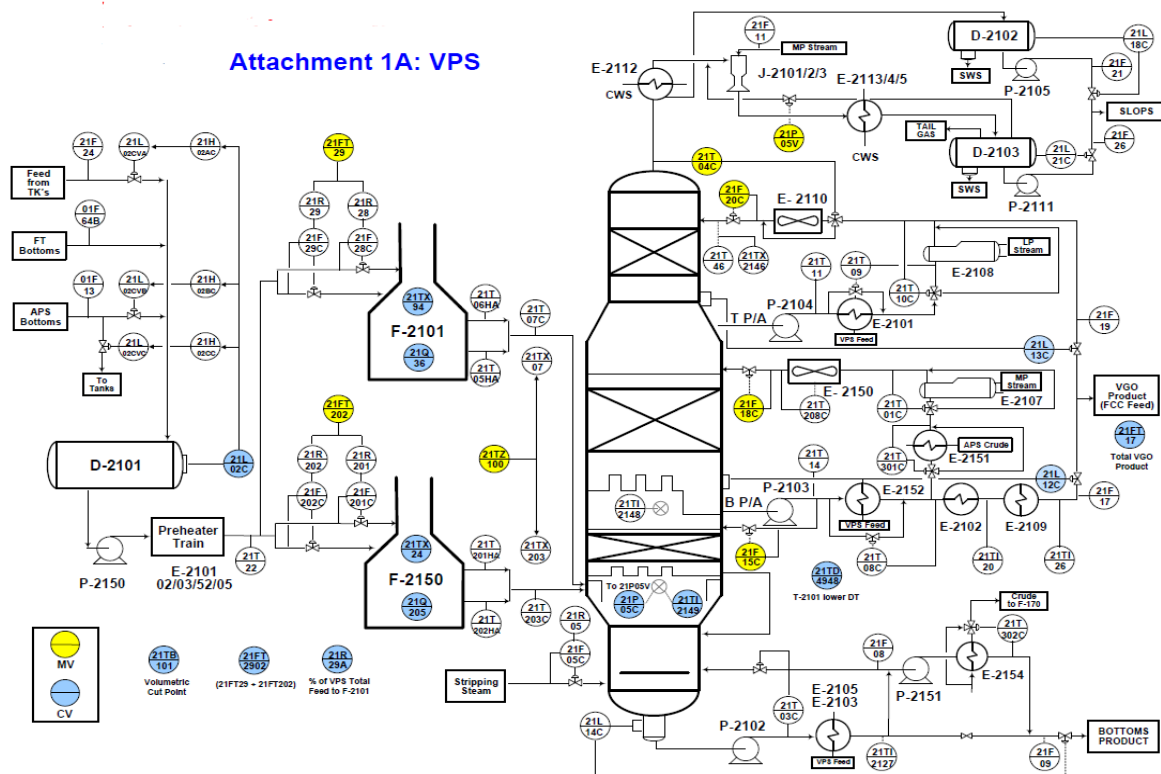 Attachment 1A: VPS
21F
11
MP Stream
E-2112
CWS
J-2101/2/3
E-2113/4/5
CWS
21P
05V
D-2102
SWS
P-2105
21L
18C
21F
21
SLOPS
TAIL
GAS
D-2103
SWS
P-2111
21L
21C
21F
26
21F
24
21L
02CVA
21H
02AC
Feed
from
TK's
01F
64B
FT
Bottoms
01F
13
21L
02CVB
21H
02BC
APS
Bottoms
21L
02CVC
21H
02CC
To
Tanks
D-2101
21L
02C
P-2150
Preheater
Train
E-2101
02/03/52/05
21T
22
21FT
29
21R
29
21R
28
21F
29C
21F
28C
21TX
94
F-2101
21Q
36
21T
06HA
21T
05HA
21T
07C
21TX
07
21FT
202
21R
202
21R
201
21F
202C
21F
201C
21TZ
100
21TX
24
F-2150
21Q
205
21T
201HA
21T
202HA
21T
203C
21TX
203
21T
04C
21F
20C
E- 2110
21T
46
21TX
2146
21T
11
21T
09
P-2104
T P/A
E-2101
VPS Feed
21T
10C
LP
Stream
E-2108
21F
19
21L
13C
21F
18C
E- 2150
21T
208C
21T
01C
MP
Stream
E-2107
VGO
Product
(FCC Feed)
21FT
17
Total VGO
Product
21T
301C
APS Crude
E-2151
21T
14
P-2103
B P/A
E-2152
VPS Feed
E-2102
E-2109
21L
12C
21F
17
21TI
2148
21F
15C
21T
08C
21TI
20
21TI
26
21TD
4948
T-2101 lower DT
To 21P05V
21P
05C
21TI
2149
Crude
to F-170
21T
302C
21F
08
P-2151
E-2154
21R
05
21F
05C
Stripping
Steam
21L
14C
P-2102
21T
03C
E-2105
E-2103
VPS Feed
21TI
2127
21F
09
BOTTOMS
PRODUCT
MV
CV
21TB
101
Volumetric
Cut Point
21FT
2902
(21FT29 + 21FT202)
21R
29A
% of VPS Total
Feed to F-2101